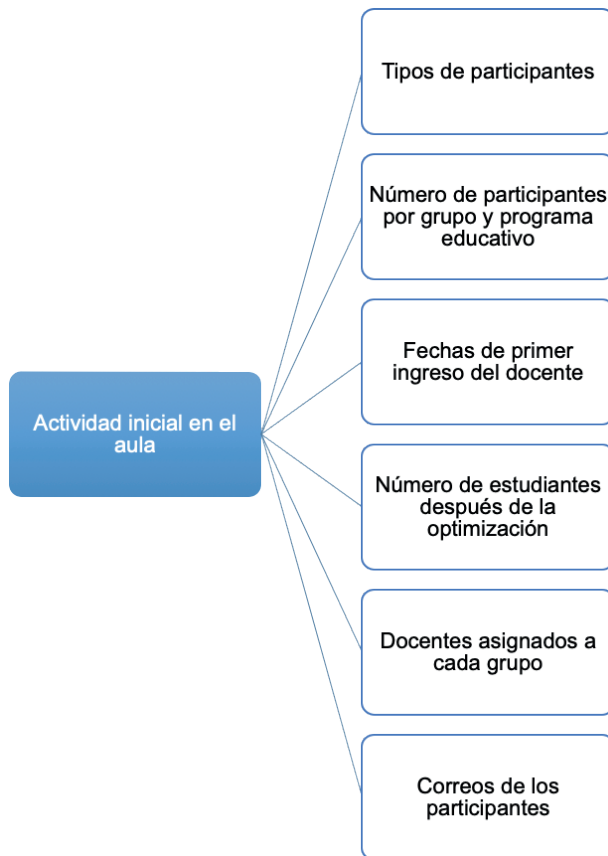 Tipos de participantes
Número de participantes
por grupo y programa
educativo
Fechas de primer
ingreso del docente
Actividad inicial en el
aula
Número de estudiantes
después de la
optimización
Docentes asignados a
cada grupo
Correos de los
participantes